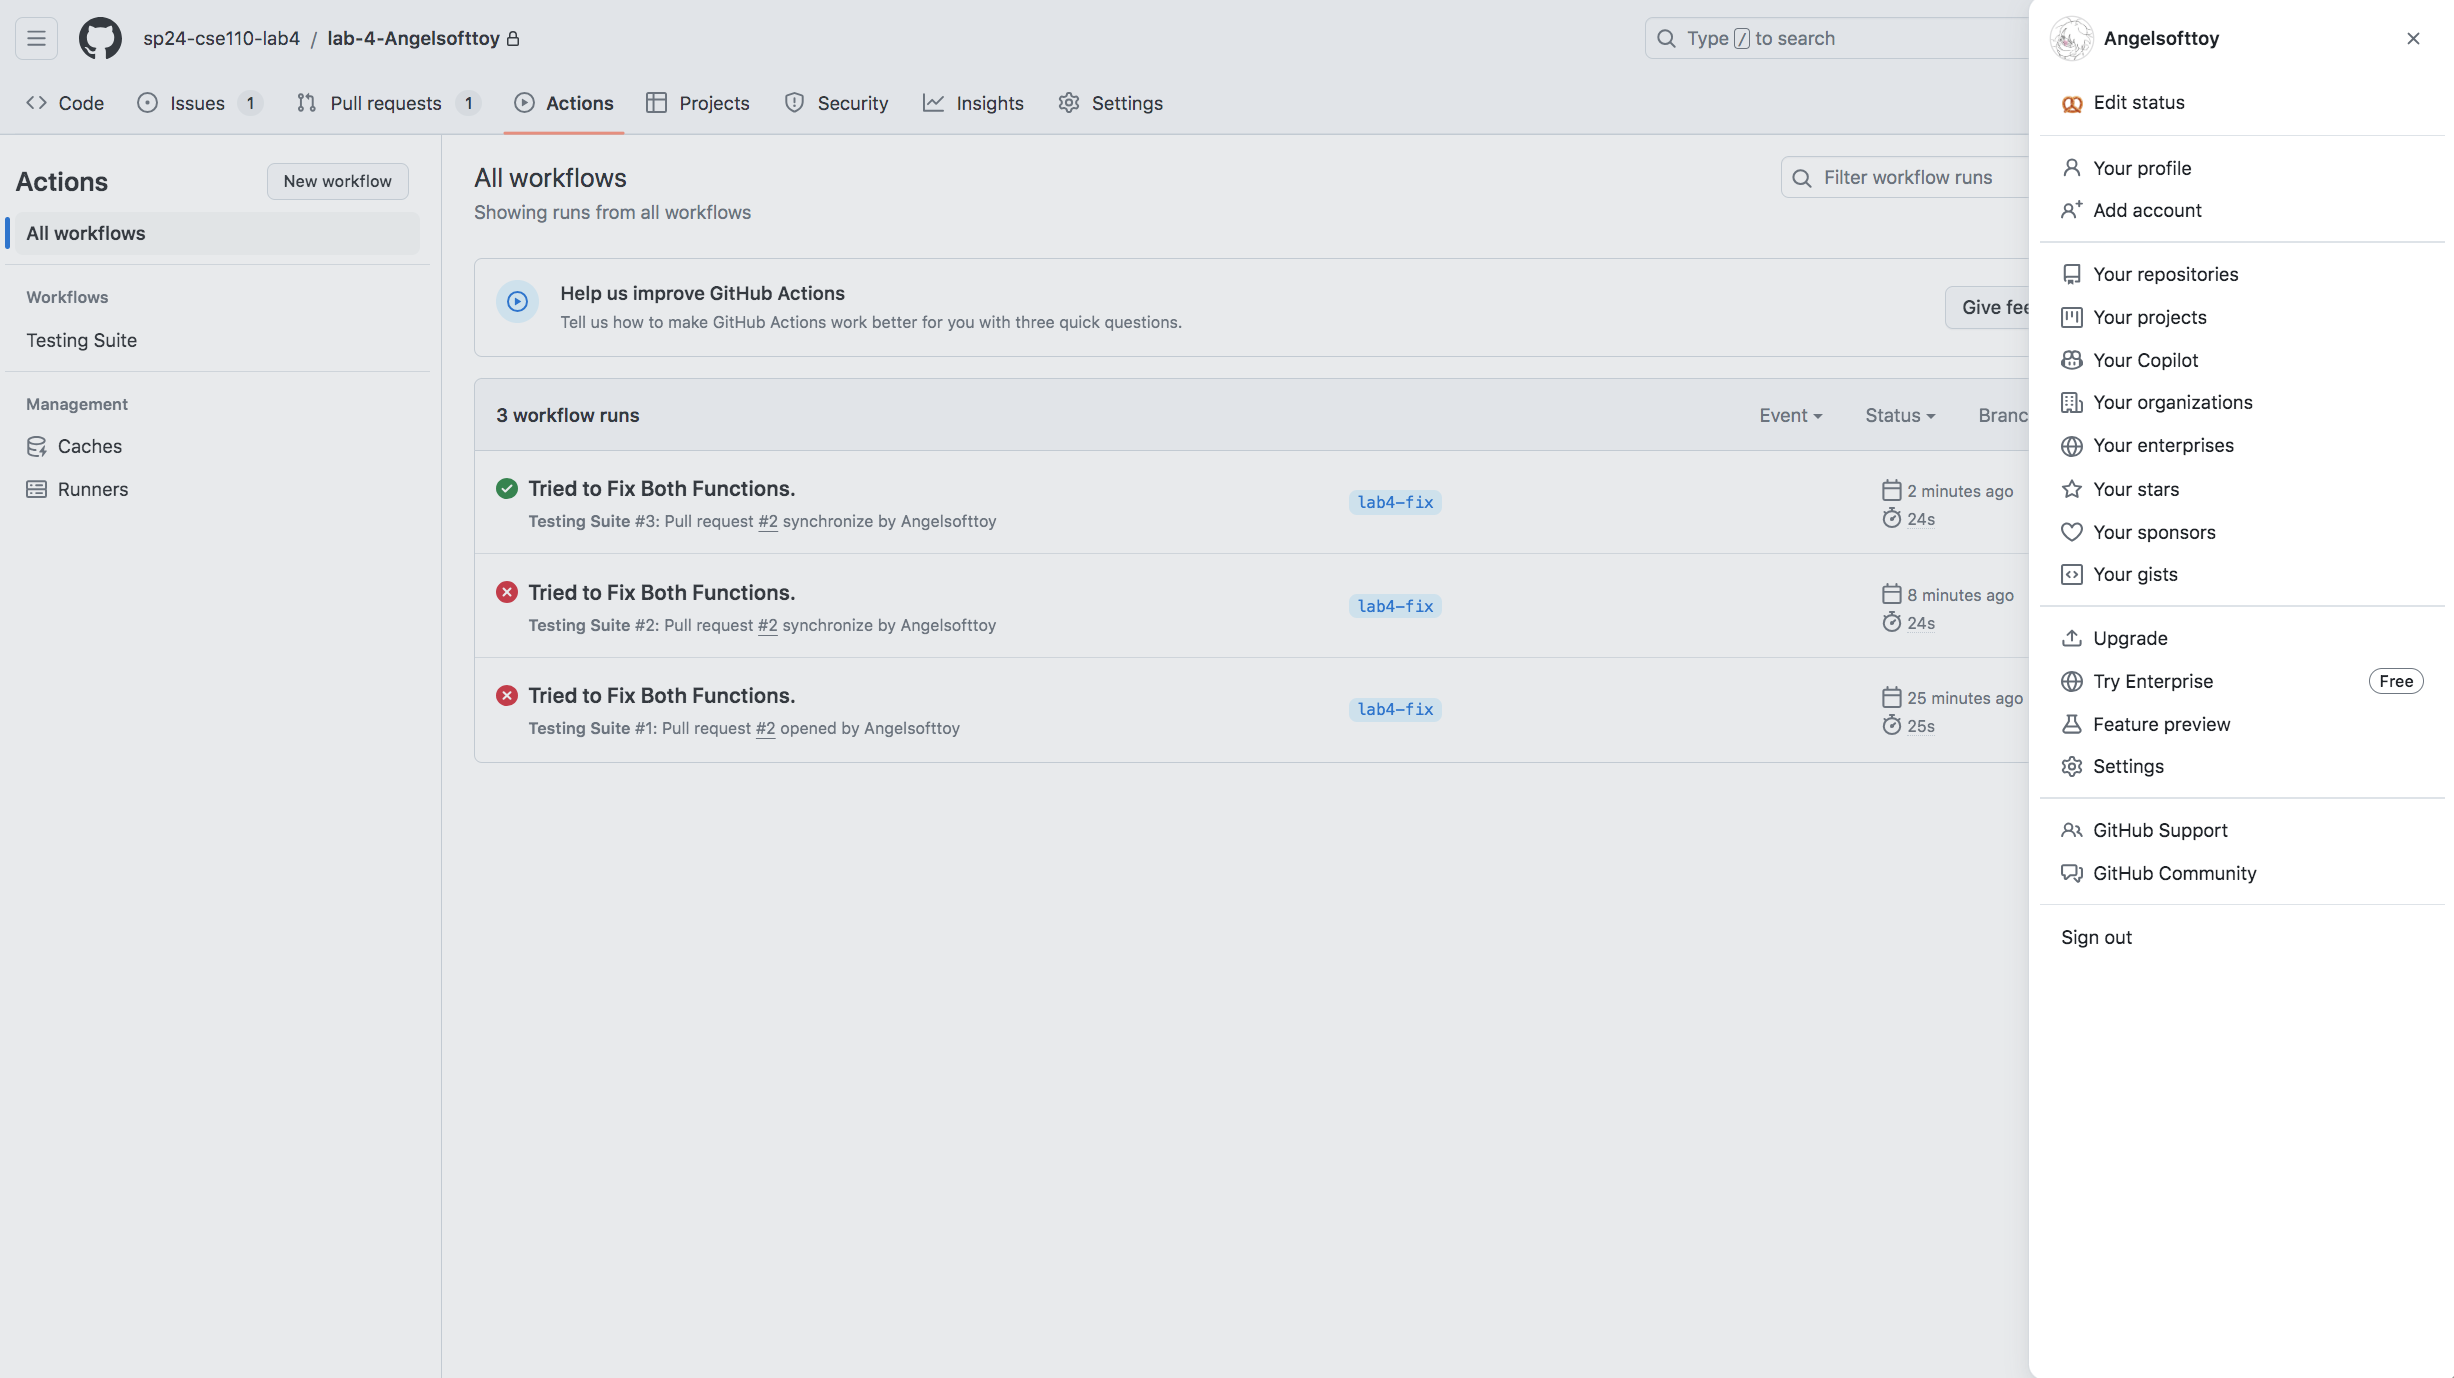 sp24-cse110-lab4 / lab-4-Angelsofttoy
Type / to search
Code
Issues 1
Pull requests 1
Actions
Projects
Security
Insights
Settings
Actions
New workflow
All workflows
Workflows
Testing Suite
Management
Caches
Runners
All workflows
Showing runs from all workflows
Filter workflow runs
Help us improve GitHub Actions
Tell us how to make GitHub Actions work better for you with three quick questions.
Give fee
3 workflow runs
Event
Status
Branc
Tried to Fix Both Functions.
Testing Suite #3: Pull request #2 synchronize by Angelsofttoy
lab4-fix
2 minutes ago
24s
Tried to Fix Both Functions.
Testing Suite #2: Pull request #2 synchronize by Angelsofttoy
lab4-fix
8 minutes ago
24s
Tried to Fix Both Functions.
Testing Suite #1: Pull request #2 opened by Angelsofttoy
lab4-fix
25 minutes ago
25s
Angelsofttoy
Edit status
Your profile
Add account
Your repositories
Your projects
Your Copilot
Your organizations
Your enterprises
Your stars
Your sponsors
Your gists
Upgrade
Try Enterprise Free
Feature preview
Settings
GitHub Support
GitHub Community
Sign out